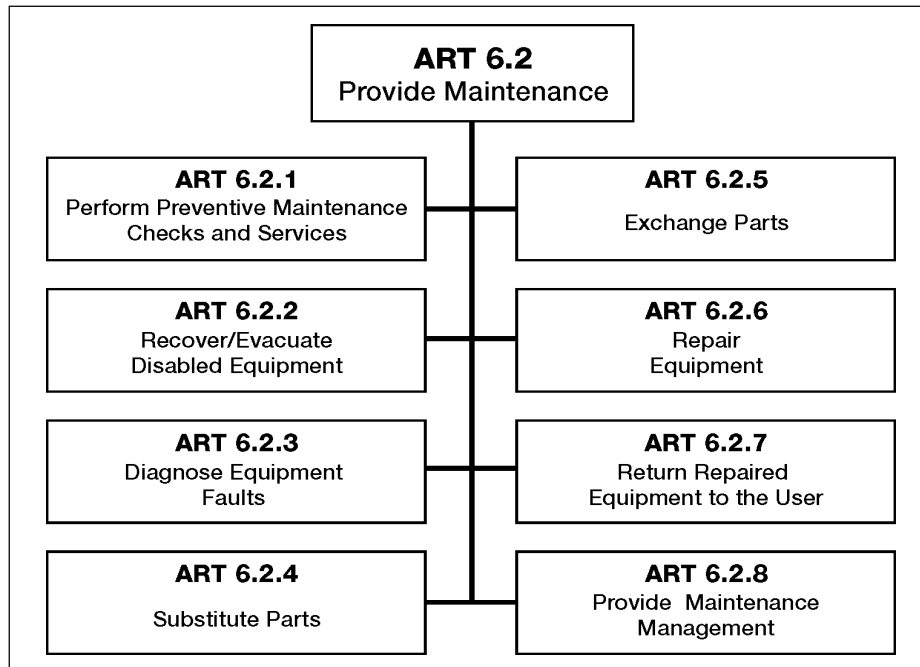 ART 6.2
Provide Maintenance
ART 6.2.1
Perform Preventive Maintenance
Checks and Services
ART 6.2.2
Recover/Evacuate
Disabled Equipment
ART 6.2.3
Diagnose Equipment
Faults
ART 6.2.4
Substitute Parts
ART 6.2.5
Exchange Parts
ART 6.2.6
Repair
Equipment
ART 6.2.7
Return Repaired
Equipment to the User
ART 6.2.8
Provide Maintenance
Management